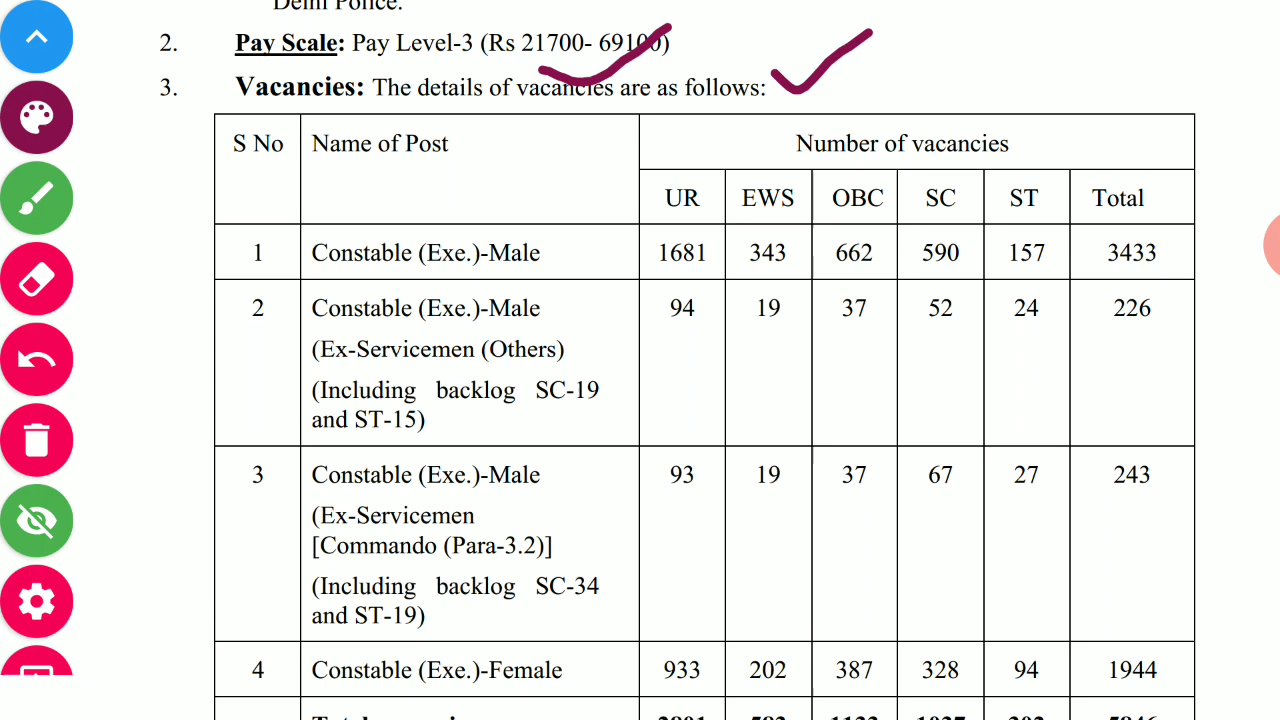 Delhi Police.
2. Pay Scale: Pay Level-3 (Rs 21700- 69100)
3. Vacancies: The details of vacancies are as follows:
S No Name of Post Number of vacancies
UR EWS OBC SC ST Total
1 Constable (Exe.)-Male 1681 343 662 590 157 3433
2 Constable (Exe.)-Male 94 19 37 52 24 226
(Ex-Servicemen (Others)
(Including backlog SC-19
and ST-15)
3 Constable (Exe.)-Male 93 19 37 67 27 243
(Ex-Servicemen
[Commando (Para-3.2)]
(Including backlog SC-34
and ST-19)
4 Constable (Exe.)-Female 933 202 387 328 94 1944